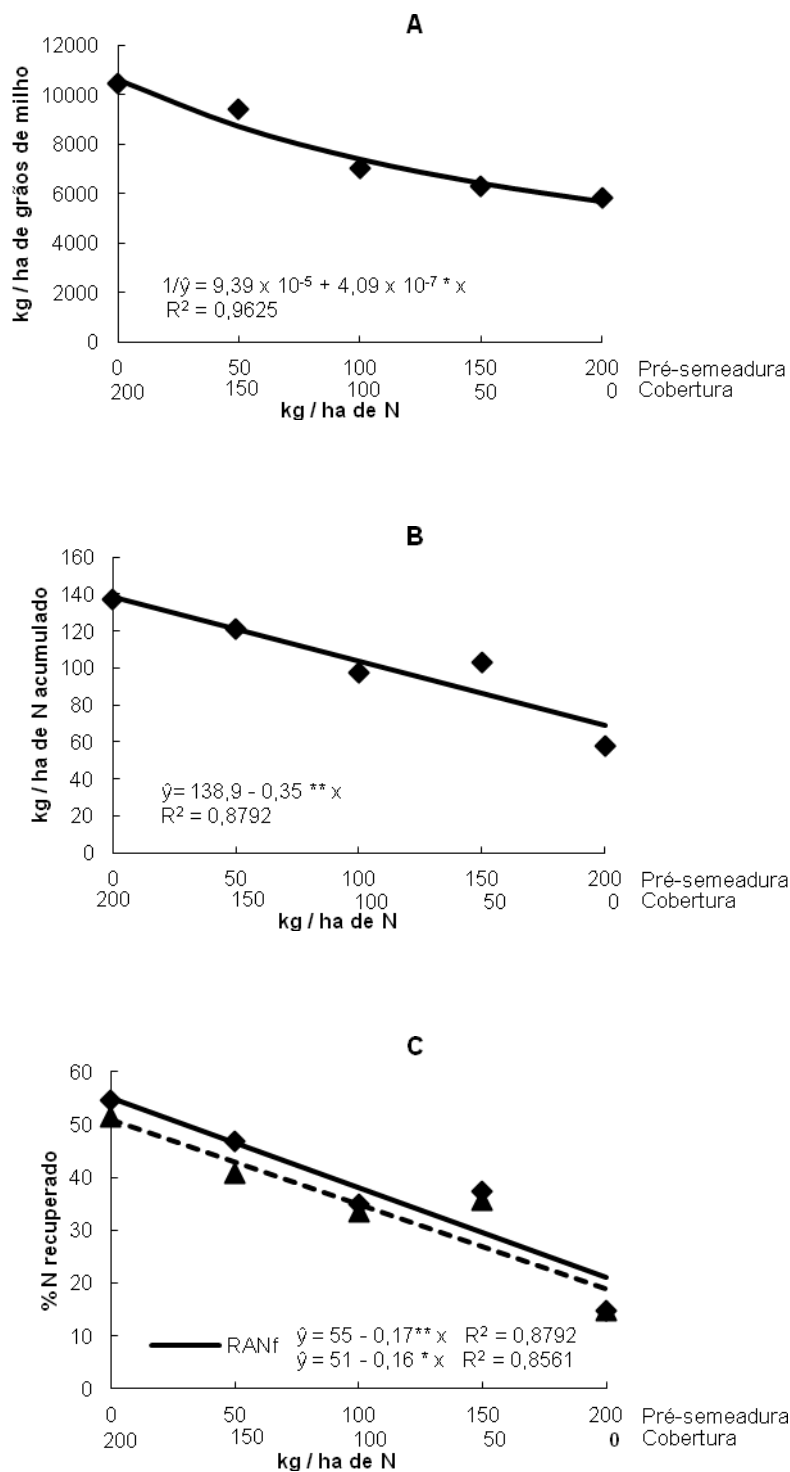 A
kg / ha de grãos de milho
12000
10000
8000
6000
4000
2000
0
1/ŷ = 9,39 x 10⁻⁵ + 4,09 x 10⁻⁷ * x
R² = 0,9625
0 50 100 150 200 Pré-semeadura
200 150 100 50 0 Cobertura
kg / ha de N
B
kg / ha de N acumulado
160
140
120
100
80
60
40
20
0
ŷ= 138,9 - 0,35 ** x
R² = 0,8792
0 50 100 150 200 Pré-semeadura
200 150 100 50 0 Cobertura
kg / ha de N
C
%N recuperado
60
50
40
30
20
10
0
RANf ŷ = 55 - 0,17** x R² = 0,8792
ŷ = 51 - 0,16 * x R² = 0,8561
0 50 100 150 200 Pré-semeadura
200 150 100 50 0 Cobertura
kg / ha de N